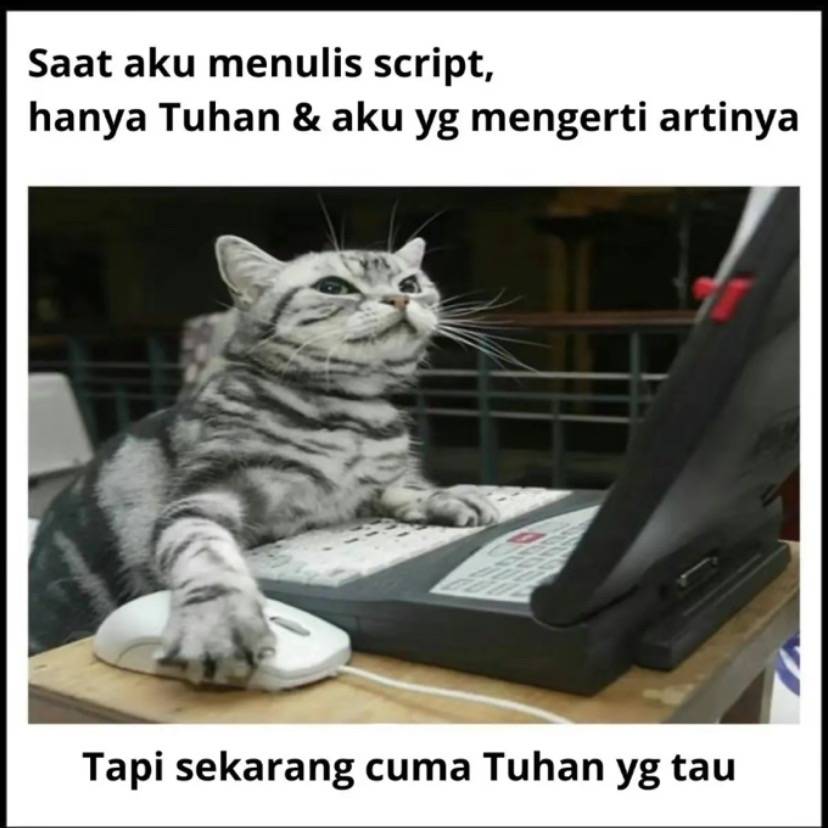 Saat aku menulis script,
hanya Tuhan & aku yg mengerti artinya
Tapi sekarang cuma Tuhan yg tau